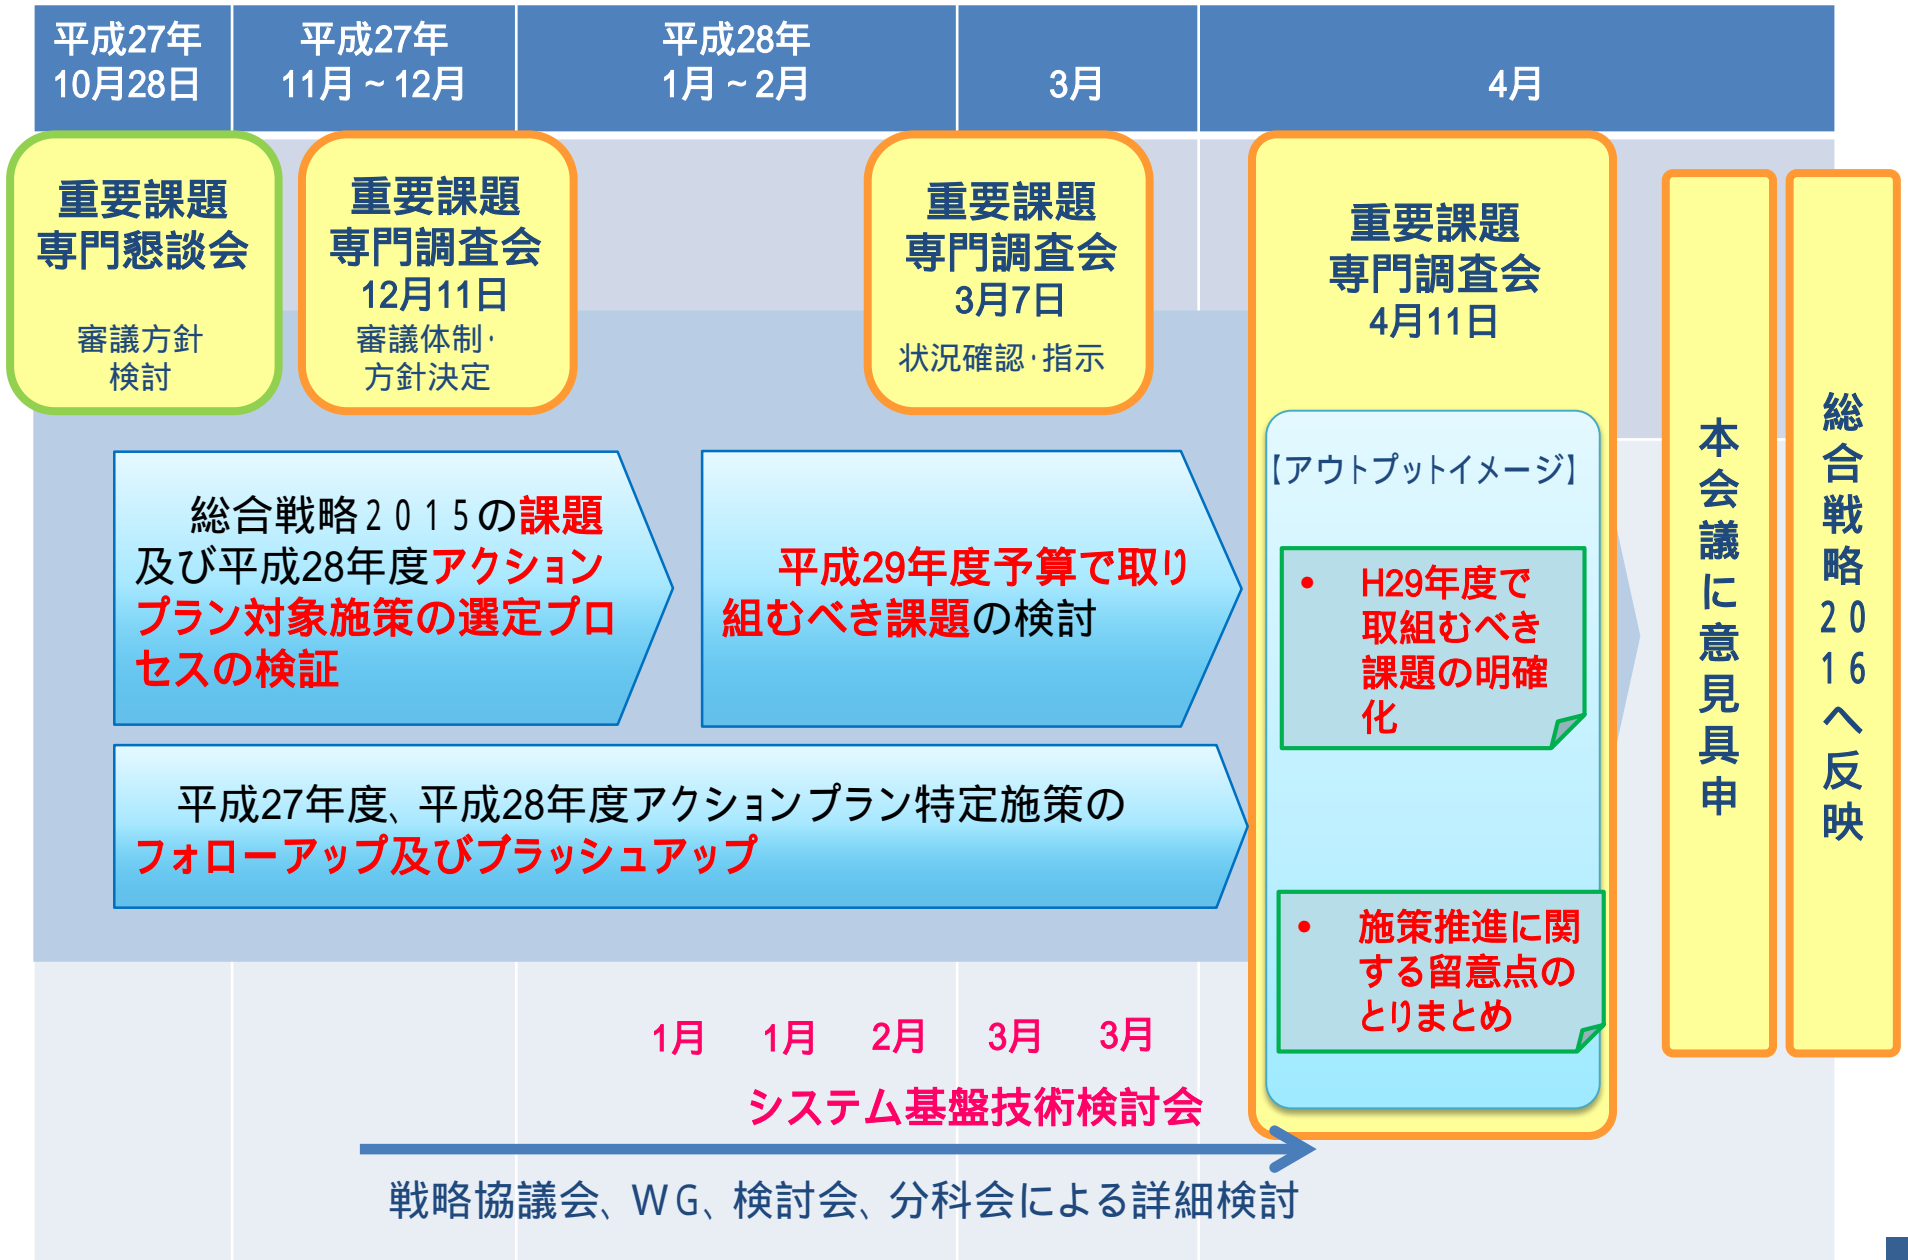 平成27年
10月28日
平成27年
11月～12月
平成28年
1月～2月
3月
4月
重要課題
専門懇談会
審議方針
検討
重要課題
専門調査会
12月11日
審議体制・
方針決定
重要課題
専門調査会
3月7日
状況確認・指示
重要課題
専門調査会
4月11日
総合戦略２０１５の課題
及び平成28年度アクション
プラン対象施策の選定プロ
セスの検証
平成29年度予算で取り
組むべき課題の検討
平成27年度、平成28年度アクションプラン特定施策の
フォローアップ及びブラッシュアップ
【アウトプットイメージ】
• H29年度で
取組むべき
課題の明確
化
• 施策推進に関
する留意点の
とりまとめ
本会議に意見具申
総合戦略2016へ反映
1月 1月 2月 3月 3月
システム基盤技術検討会
戦略協議会、ＷＧ、検討会、分科会による詳細検討